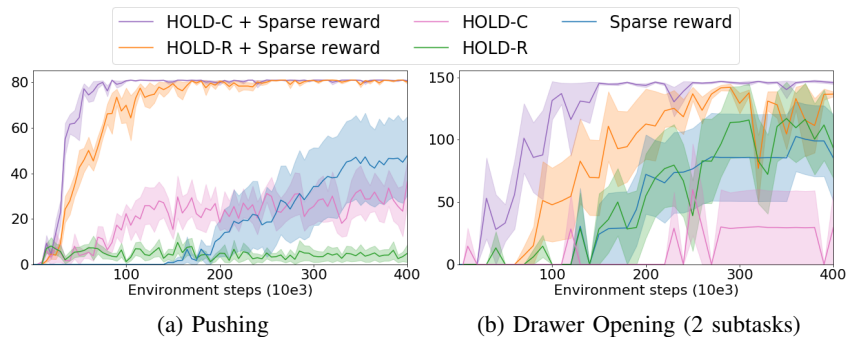 HOLD-C + Sparse reward
HOLD-C
Sparse reward
HOLD-R + Sparse reward
HOLD-R
80
60
40
20
0
100
200
300
400
Environment steps (10e3)
(a) Pushing
150
100
50
0
100
200
300
400
Environment steps (10e3)
(b) Drawer Opening (2 subtasks)